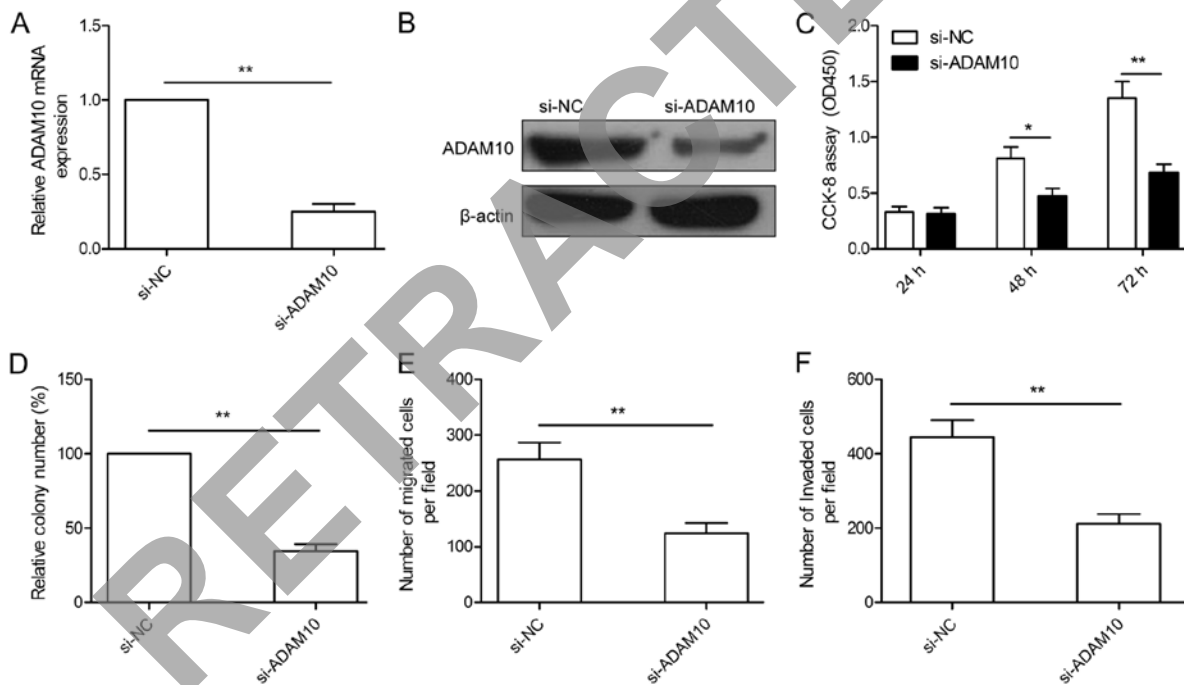 A
Relative ADAM10 mRNA
expression
1.5
1.0
0.5
0.0
**
si-NC
si-ADAM10
B
si-NC
si-ADAM10
ADAM10
β-actin
C
si-NC
si-ADAM10
CCK-8 assay (OD450)
2.0
1.5
1.0
0.5
0.0
*
**
24 h
48 h
72 h
D
Relative colony number (%)
150
100
50
0
**
si-NC
si-ADAM10
E
Number of migrated cells
per field
400
300
200
100
0
**
si-NC
si-ADAM10
F
Number of Invaded cells
per field
600
400
200
0
**
si-NC
si-ADAM10
RETRACTE